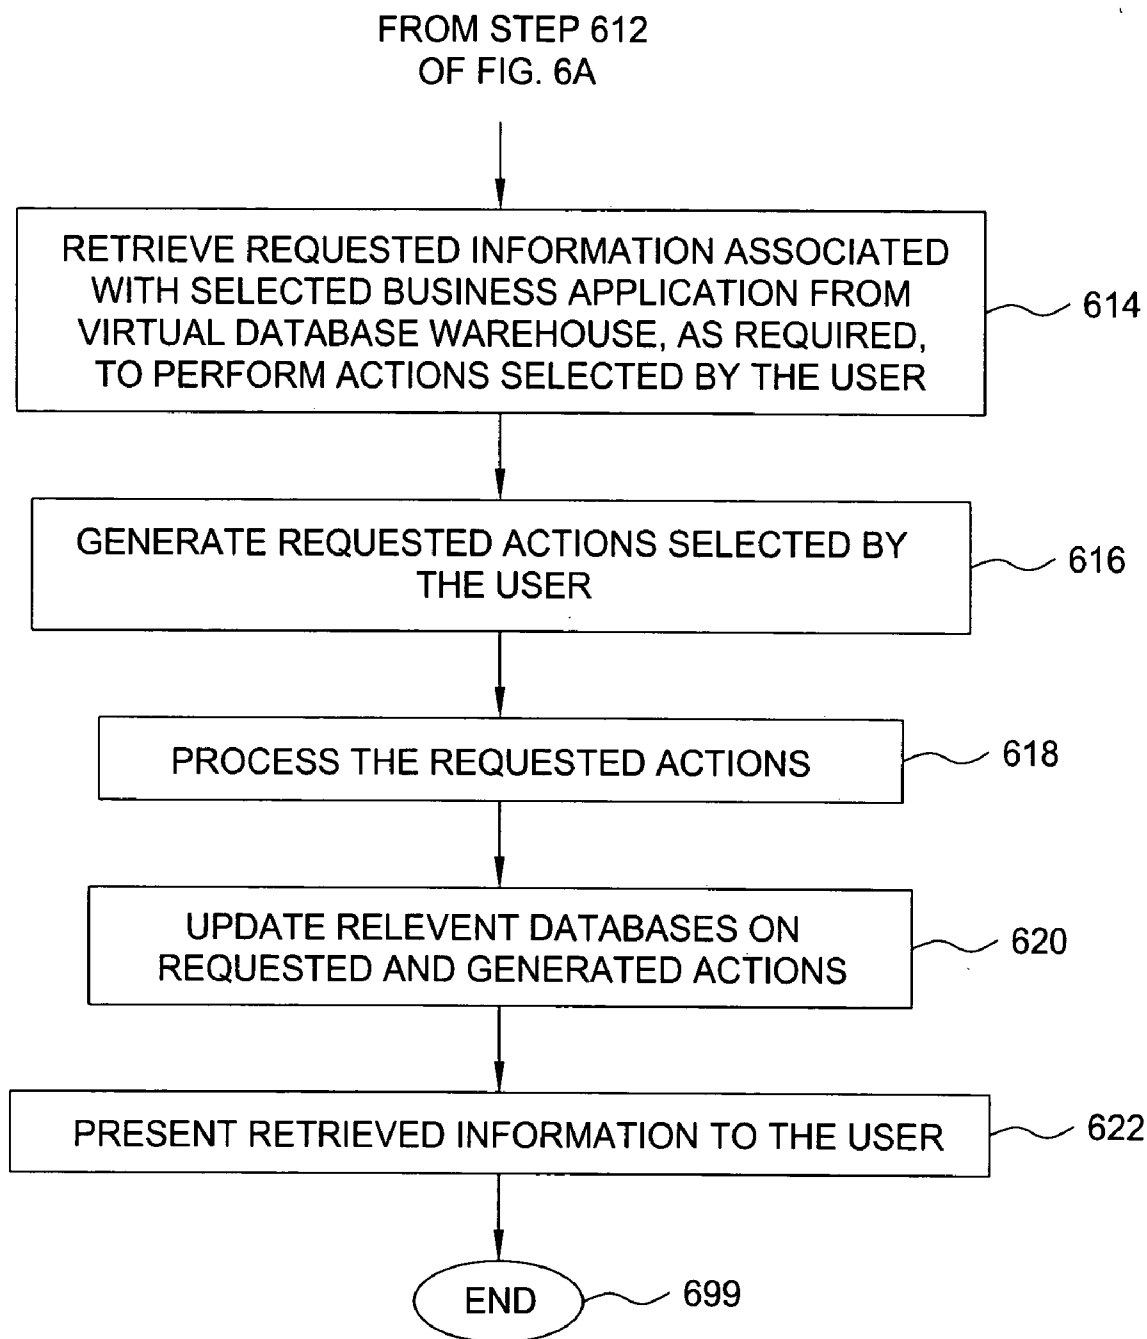 FROM STEP 612
OF FIG. 6A
RETRIEVE REQUESTED INFORMATION ASSOCIATED
WITH SELECTED BUSINESS APPLICATION FROM
VIRTUAL DATABASE WAREHOUSE, AS REQUIRED,
TO PERFORM ACTIONS SELECTED BY THE USER
614
GENERATE REQUESTED ACTIONS SELECTED BY
THE USER
616
PROCESS THE REQUESTED ACTIONS
618
UPDATE RELEVENT DATABASES ON
REQUESTED AND GENERATED ACTIONS
620
PRESENT RETRIEVED INFORMATION TO THE USER
622
END
699